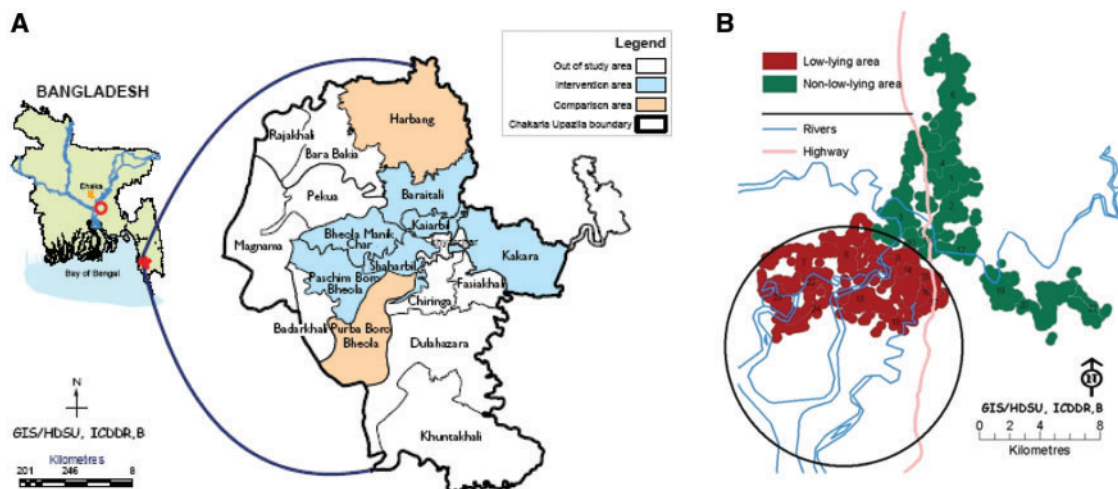 A
BANGLADESH
Dhaka
Bay of Bengal
N
GIS/HDSU, ICDDR,B
Kilometres
201 246 8
Legend
Out of study area
Intervention area
Comparison area
Chakaria Upazila boundary
Harbang
Rajakhali
Bara Bakia
Pekua
Baraitali
Magnama
Bheola Manik
Char
Kaiarbil
Kakara
Shaharbil
Paschim Boro
Bheola
Fasiakhali
Chiringa
Badarkhali
Purba Boro
Bheola
Dulahazara
Khuntakhali
B
Low-lying area
Non-low-lying area
Rivers
Highway
GIS/HDSU, ICDDR,B
0 2 4 8
Kilometres